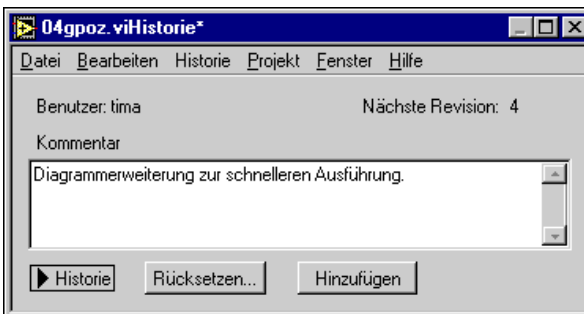 04gpoz.viHistorie*
Datei Bearbeiten Historie Projekt Fenster Hilfe
Benutzer: tima Nächste Revision: 4
Kommentar
Diagrammerweiterung zur schnelleren Ausführung.
Historie Rücksetzen... Hinzufügen